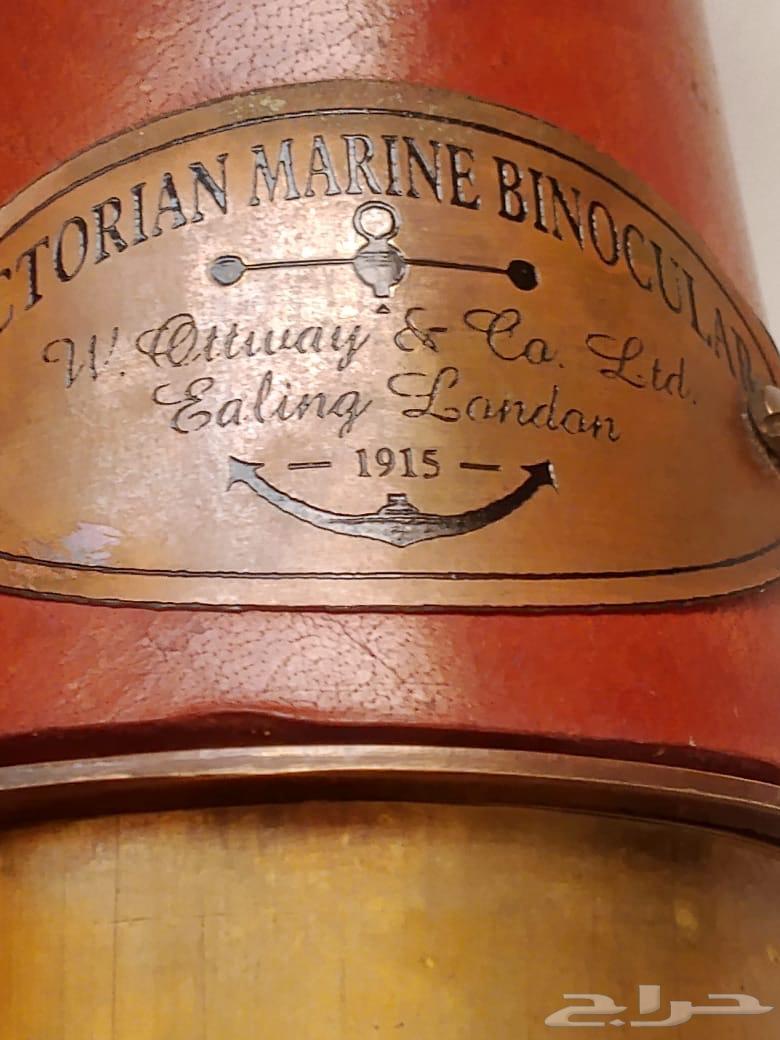 CTORIAN MARINE BINOCULAR
W. Ottway & Co. Ltd.
Ealing London
— 1915 —
حراج